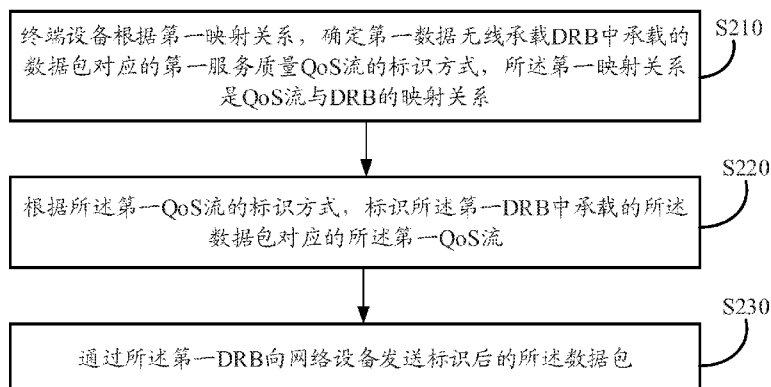 S210
终端设备根据第一映射关系，确定第一数据无线承载DRB中承载的
数据包对应的第一服务质量QoS流的标识方式，所述第一映射关系
是QoS流与DRB的映射关系
S220
根据所述第一QoS流的标识方式，标识所述第一DRB中承载的所述
数据包对应的所述第一QoS流
S230
通过所述第一DRB向网络设备发送标识后的所述数据包